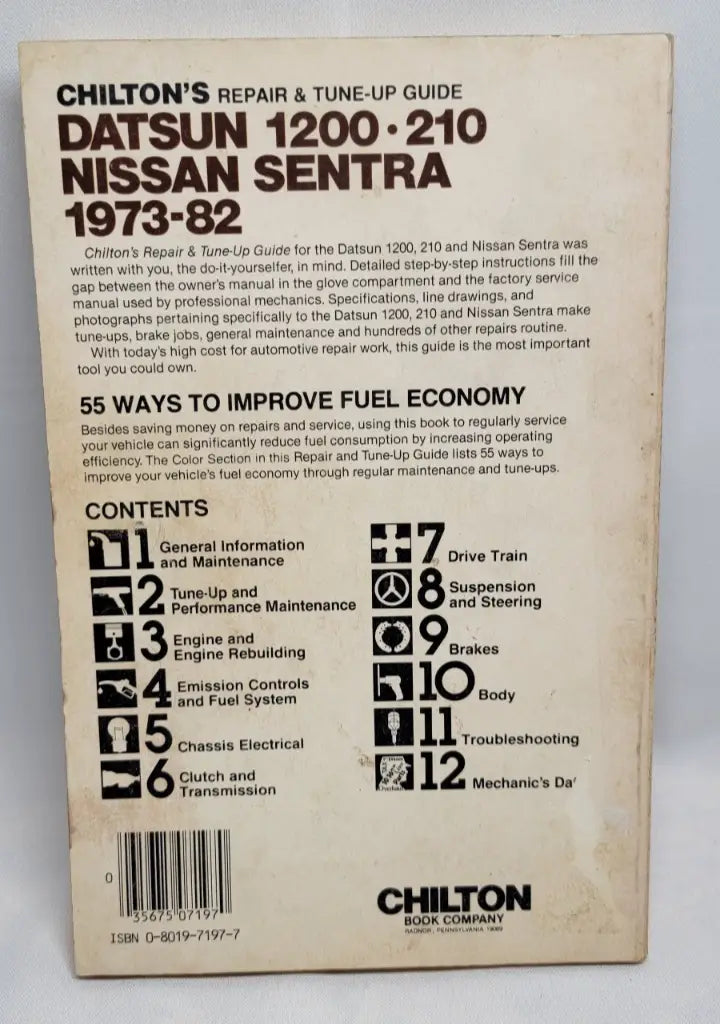 CHILTON'S REPAIR & TUNE-UP GUIDE
DATSUN 1200 • 210
NISSAN SENTRA
1973-82
Chilton's Repair & Tune-Up Guide for the Datsun 1200, 210 and Nissan Sentra was
written with you, the do-it-yourselfer, in mind. Detailed step-by-step instructions fill the
gap between the owner's manual in the glove compartment and the factory service
manual used by professional mechanics. Specifications, line drawings, and
photographs pertaining specifically to the Datsun 1200, 210 and Nissan Sentra make
tune-ups, brake jobs, general maintenance and hundreds of other repairs routine.
With today's high cost for automotive repair work, this guide is the most important
tool you could own.
55 WAYS TO IMPROVE FUEL ECONOMY
Besides saving money on repairs and service, using this book to regularly service
your vehicle can significantly reduce fuel consumption by increasing operating
efficiency. The Color Section in this Repair and Tune-Up Guide lists 55 ways to
improve your vehicle's fuel economy through regular maintenance and tune-ups.
CONTENTS
1 General Information
and Maintenance
2 Tune-Up and
Performance Maintenance
3 Engine and
Engine Rebuilding
4 Emission Controls
and Fuel System
5 Chassis Electrical
6 Clutch and
Transmission
7 Drive Train
8 Suspension
and Steering
9 Brakes
10 Body
11 Troubleshooting
12 Mechanic's Da
0
35675 07197
ISBN 0-8019-7197-7
CHILTON
BOOK COMPANY
RADNOR, PENNSYLVANIA 19089